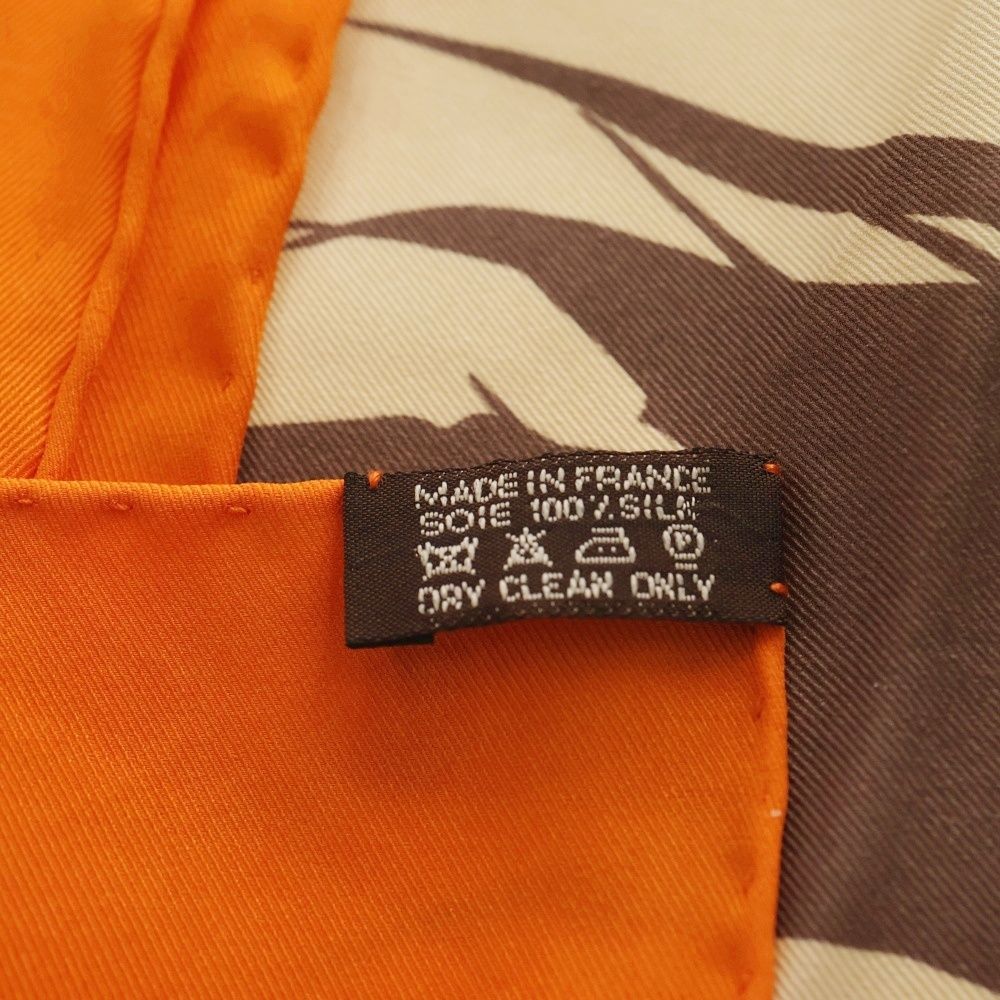 MADE IN FRANCE
SOIE 100 % SILK
P
DRY CLEAN ONLY